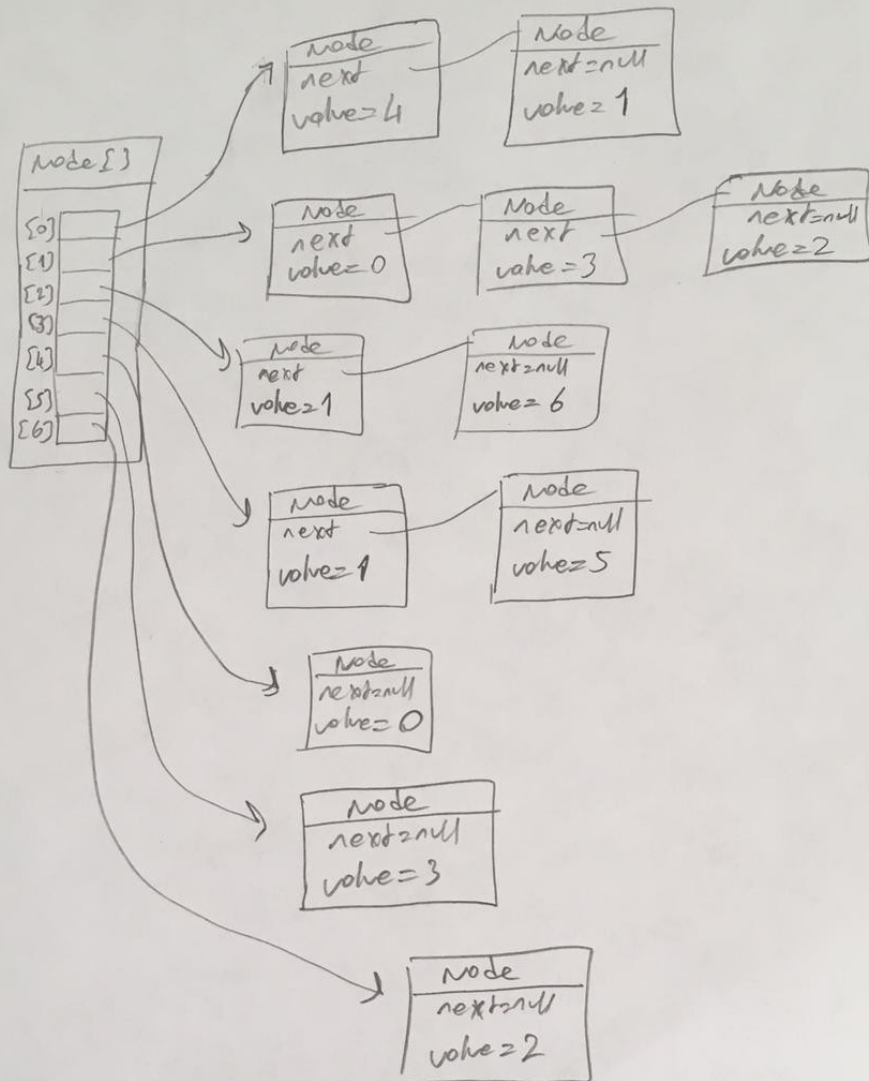 Node
next
value=4
Node
next=null
value=1
Node[]
[0]
[1]
[2]
[3]
[4]
[5]
[6]
Node
next
value=0
Node
next
value=3
Node
next=null
value=2
Node
next
value=1
Node
next=null
value=6
Node
next
value=1
Node
next=null
value=5
Node
next=null
value=0
Node
next=null
value=3
Node
next=null
value=2